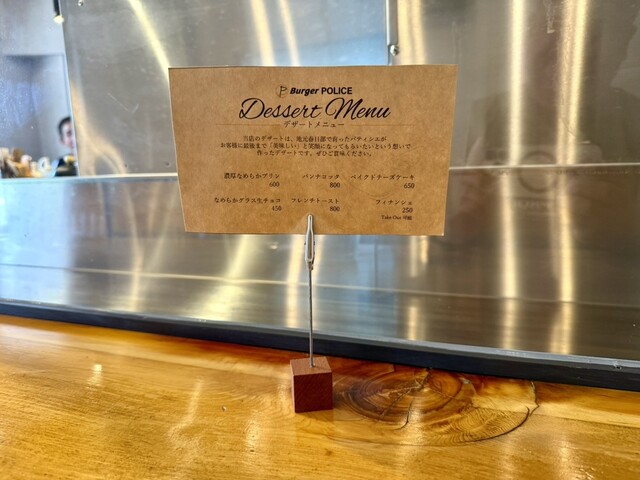 Burger POLICE
Dessert Menu
デザートメニュー
当店のデザートは、地元春日部で育ったパティシエが
お客様に最後まで「美味しい」と笑顔になってもらいたいという想いで
作ったデザートです。ぜひご賞味ください。
濃厚なめらかプリン パンナコッタ ベイクドチーズケーキ
600 800 650
なめらかグラス生チョコ フレンチトースト フィナンシェ
450 800 250
Take Out 可能